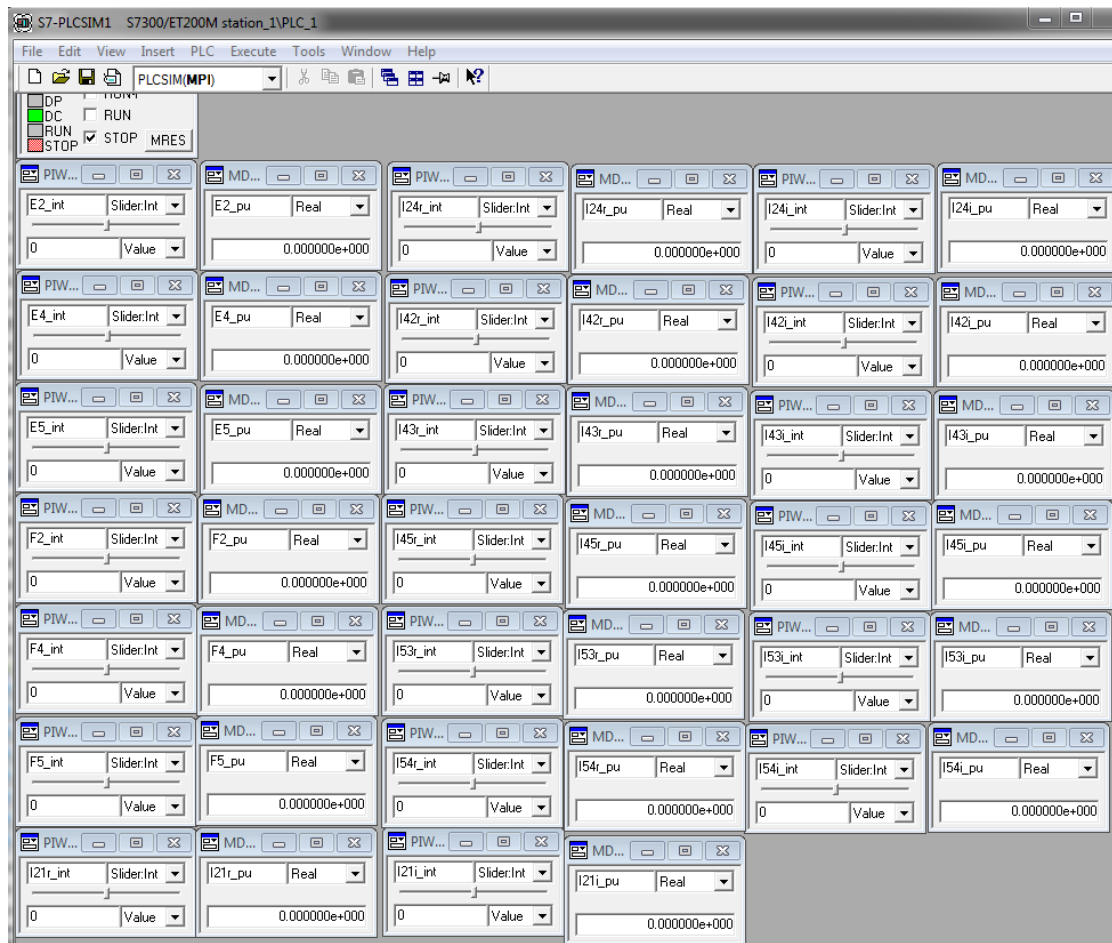 S7-PLCSIM1 S7300/ET200M station_1\PLC_1
File Edit View Insert PLC Execute Tools Window Help
PLCSIM(MPI)
DP
DC RUN
RUN
STOP STOP MRES
PIW... MD... PIW... MD... PIW... MD...
E2_int Slider:Int E2_pu Real I24r_int Slider:Int I24r_pu Real I24i_int Slider:Int I24i_pu Real
0 Value 0.000000e+000 0 Value 0.000000e+000 0 Value 0.000000e+000
PIW... MD... PIW... MD... PIW... MD...
E4_int Slider:Int E4_pu Real I42r_int Slider:Int I42r_pu Real I42i_int Slider:Int I42i_pu Real
0 Value 0.000000e+000 0 Value 0.000000e+000 0 Value 0.000000e+000
PIW... MD... PIW... MD... PIW... MD...
E5_int Slider:Int E5_pu Real I43r_int Slider:Int I43r_pu Real I43i_int Slider:Int I43i_pu Real
0 Value 0.000000e+000 0 Value 0.000000e+000 0 Value 0.000000e+000
PIW... MD... PIW... MD... PIW... MD...
F2_int Slider:Int F2_pu Real I45r_int Slider:Int I45r_pu Real I45i_int Slider:Int I45i_pu Real
0 Value 0.000000e+000 0 Value 0.000000e+000 0 Value 0.000000e+000
PIW... MD... PIW... MD... PIW... MD...
F4_int Slider:Int F4_pu Real I53r_int Slider:Int I53r_pu Real I53i_int Slider:Int I53i_pu Real
0 Value 0.000000e+000 0 Value 0.000000e+000 0 Value 0.000000e+000
PIW... MD... PIW... MD... PIW... MD...
F5_int Slider:Int F5_pu Real I54r_int Slider:Int I54r_pu Real I54i_int Slider:Int I54i_pu Real
0 Value 0.000000e+000 0 Value 0.000000e+000 0 Value 0.000000e+000
PIW... MD... PIW... MD...
I21r_int Slider:Int I21r_pu Real I21i_int Slider:Int I21i_pu Real
0 Value 0.000000e+000 0 Value 0.000000e+000